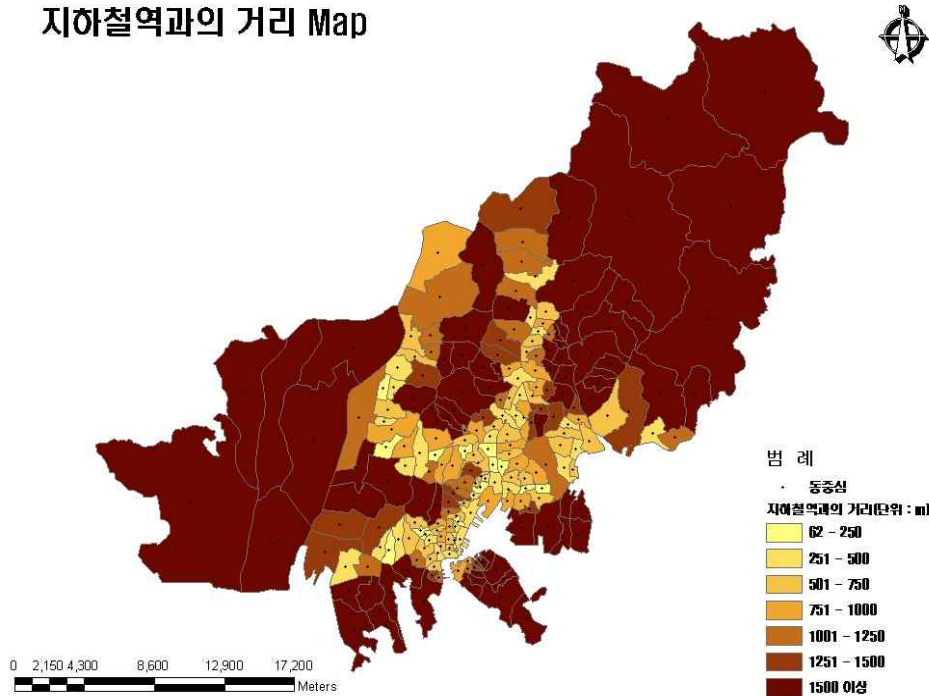 지하철역과의 거리 Map
N
범 례
동중심
지하철역과의 거리(단위 : m)
62 - 250
251 - 500
501 - 750
751 - 1000
1001 - 1250
1251 - 1500
1500 이상
0 2,150 4,300 8,600 12,900 17,200
Meters